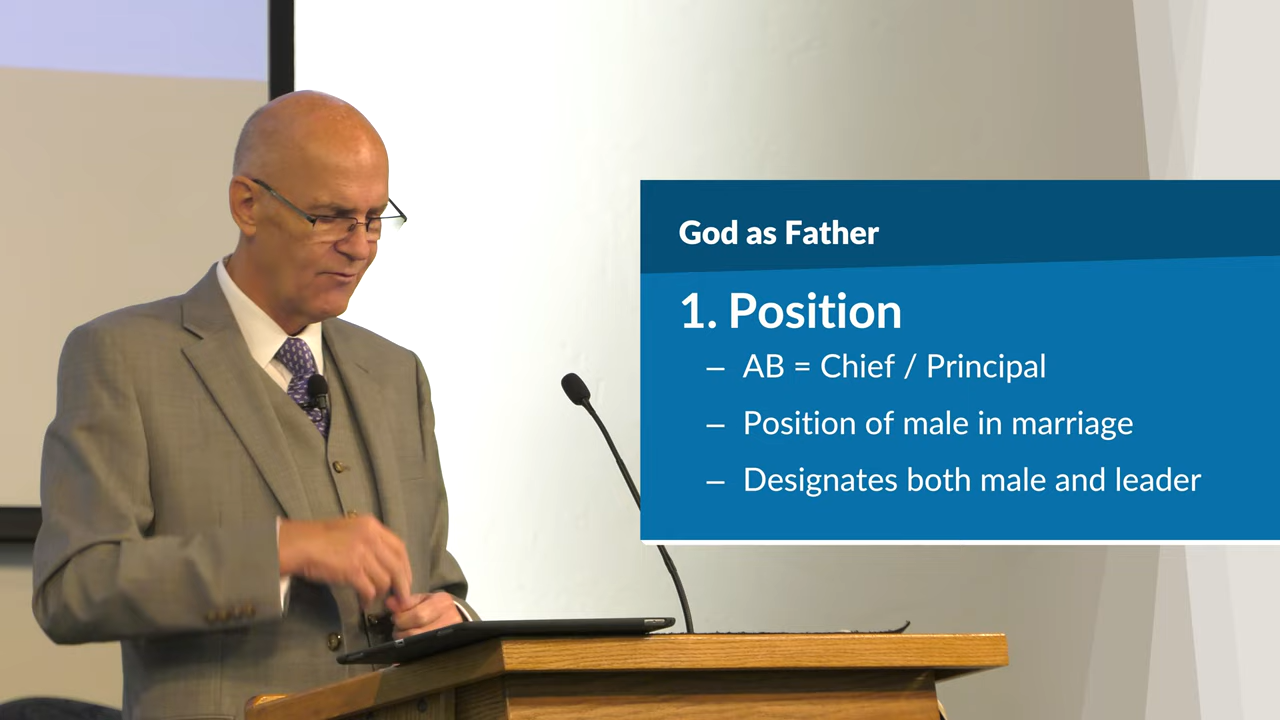 God as Father
1. Position
– AB = Chief / Principal
– Position of male in marriage
– Designates both male and leader